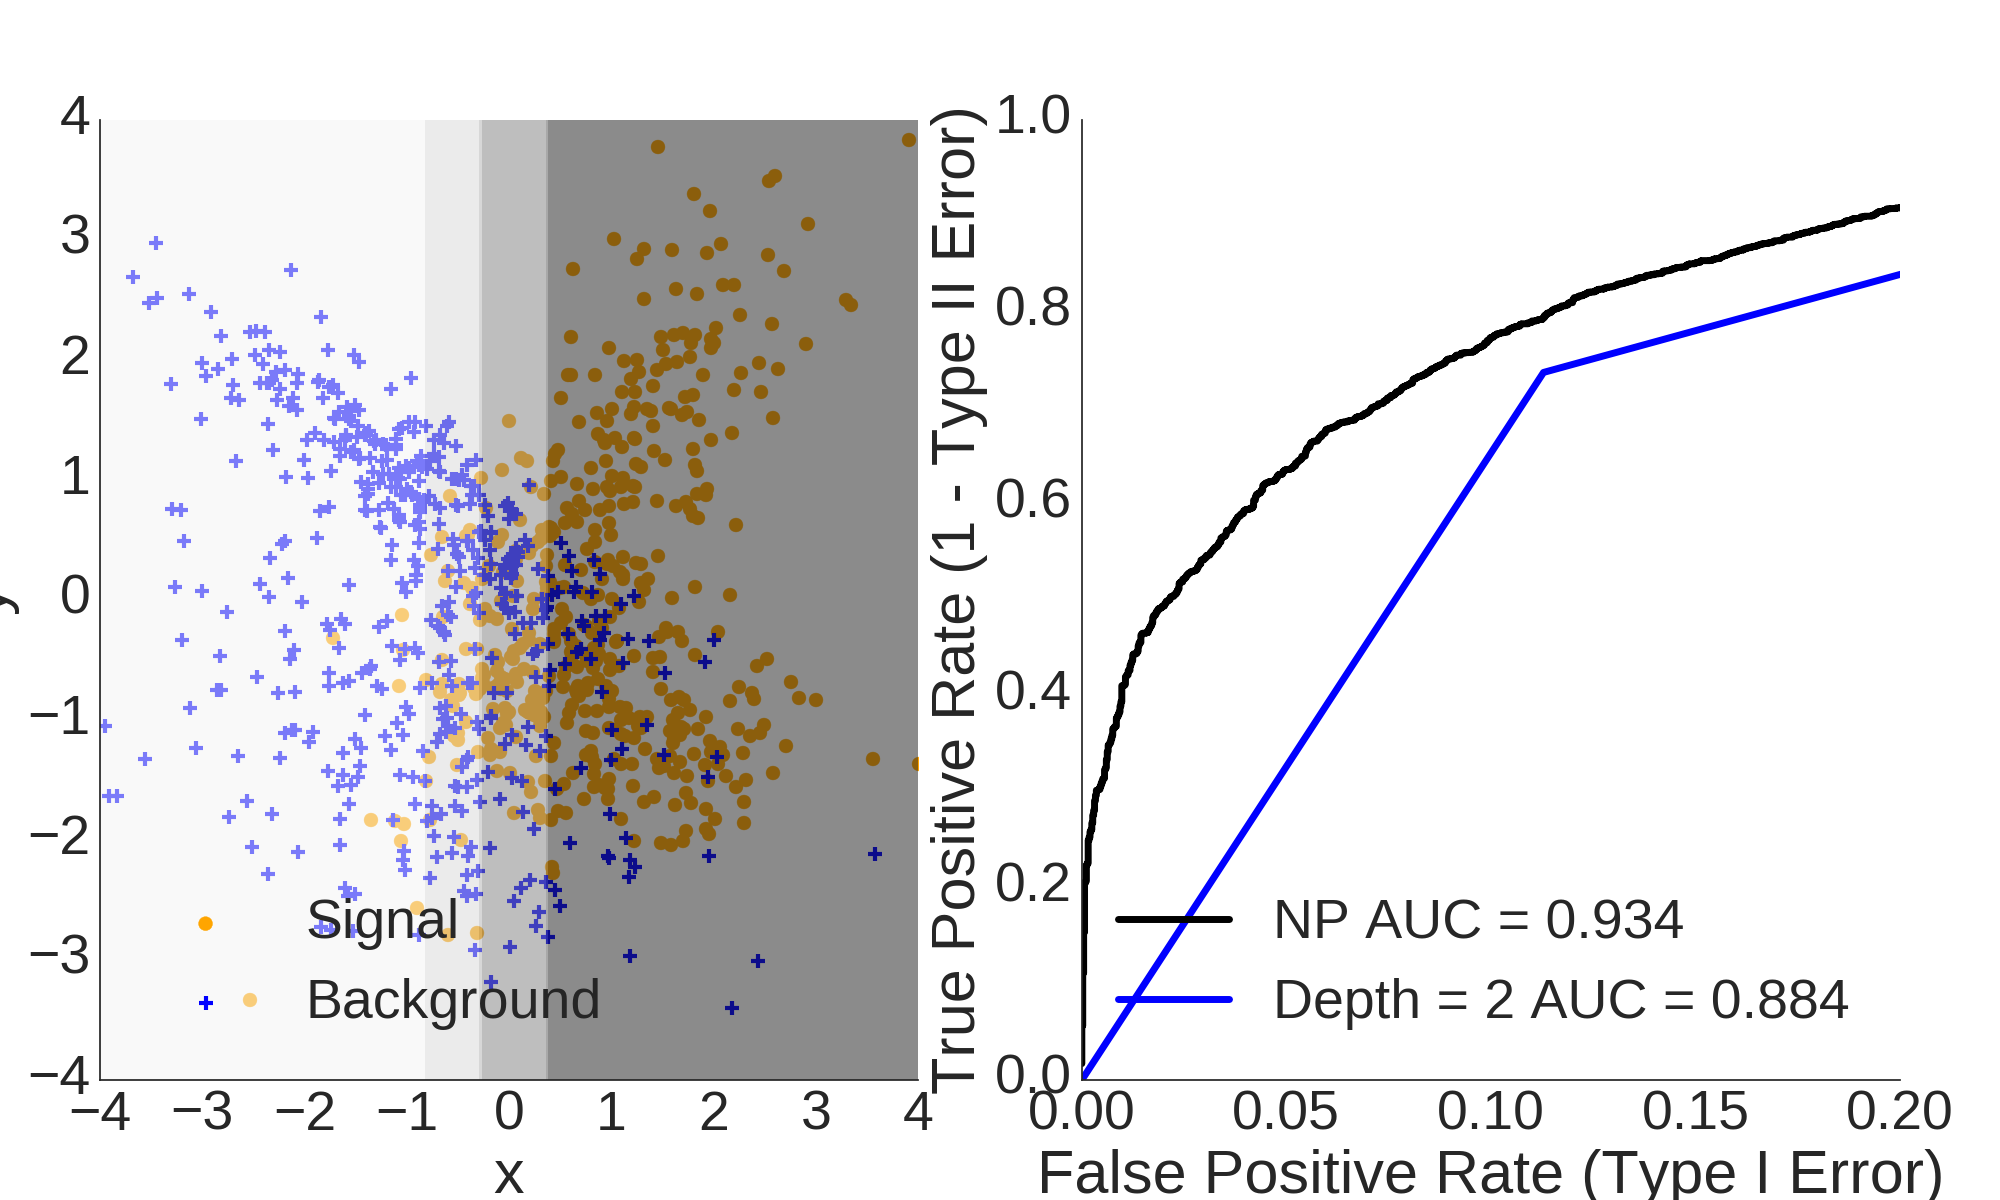 4
3
2
1
0
−1
−2
−3
−4
−4 −3 −2 −1 0 1 2 3 4
x
Signal
Background
True Positive Rate (1 - Type II Error)
1.0
0.8
0.6
0.4
0.2
0.0
0.00 0.05 0.10 0.15 0.20
False Positive Rate (Type I Error)
NP AUC = 0.934
Depth = 2 AUC = 0.884